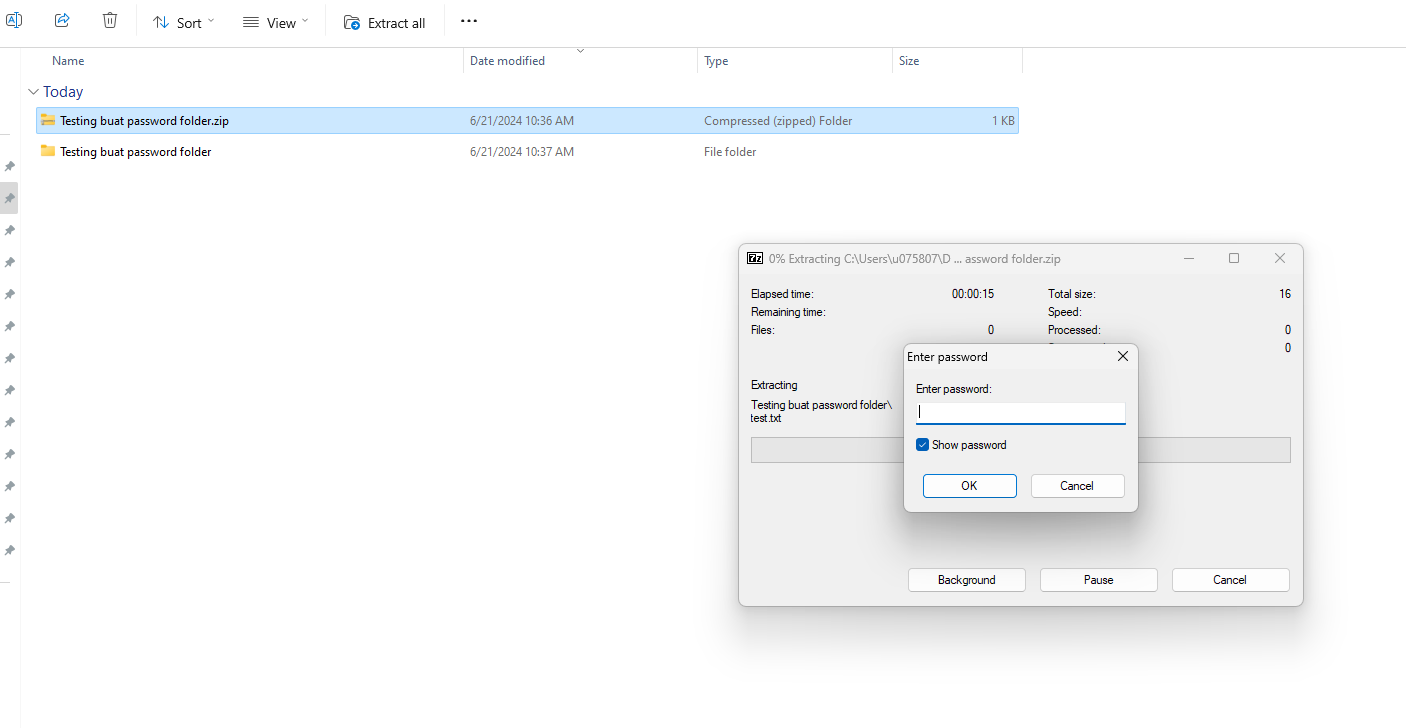 Sort
View
Extract all
Name
Date modified
Type
Size
Today
Testing buat password folder.zip
6/21/2024 10:36 AM
Compressed (zipped) Folder
1 KB
Testing buat password folder
6/21/2024 10:37 AM
File folder
7z
0% Extracting C:\Users\u075807\D ... assword folder.zip
Elapsed time:
00:00:15
Total size:
16
Remaining time:
Speed:
Files:
0
Processed:
0
0
Extracting
Testing buat password folder\
test.txt
Enter password
Enter password:
Show password
OK
Cancel
Background
Pause
Cancel